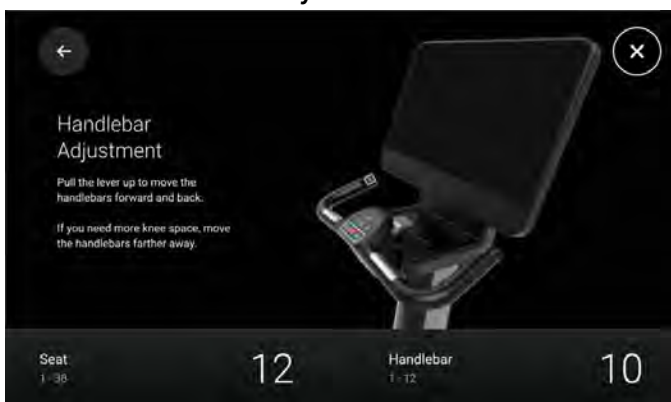 Handlebar
Adjustment
Pull the lever up to move the
handlebars forward and back.
If you need more knee space, move
the handlebars farther away.
Seat
1 - 38
12
Handlebar
1 - 12
10